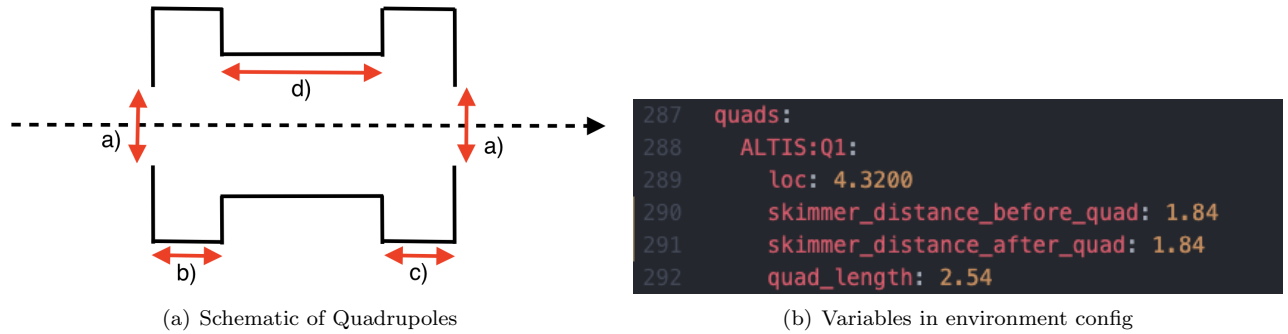 d)
a)
a)
b)
c)
(a) Schematic of Quadrupoles
287 quads:
288 ALTIS:Q1:
289 loc: 4.3200
290 skimmer_distance_before_quad: 1.84
291 skimmer_distance_after_quad: 1.84
292 quad_length: 2.54
(b) Variables in environment config